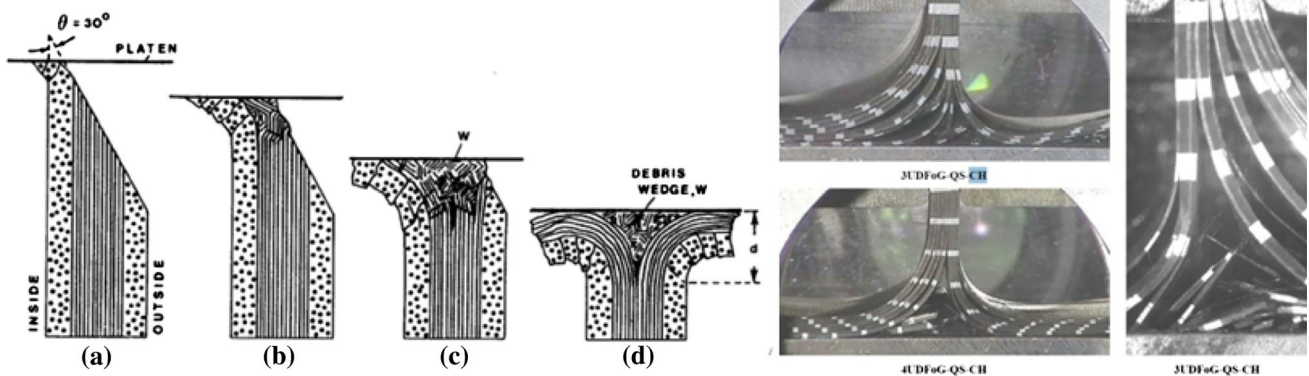 θ = 30°
PLATEN
INSIDE
OUTSIDE
(a)
(b)
W
(c)
DEBRIS
WEDGE, W
d
(d)
3UDFoG-QS-CH
4UDFoG-QS-CH
3UDFoG-QS-CH